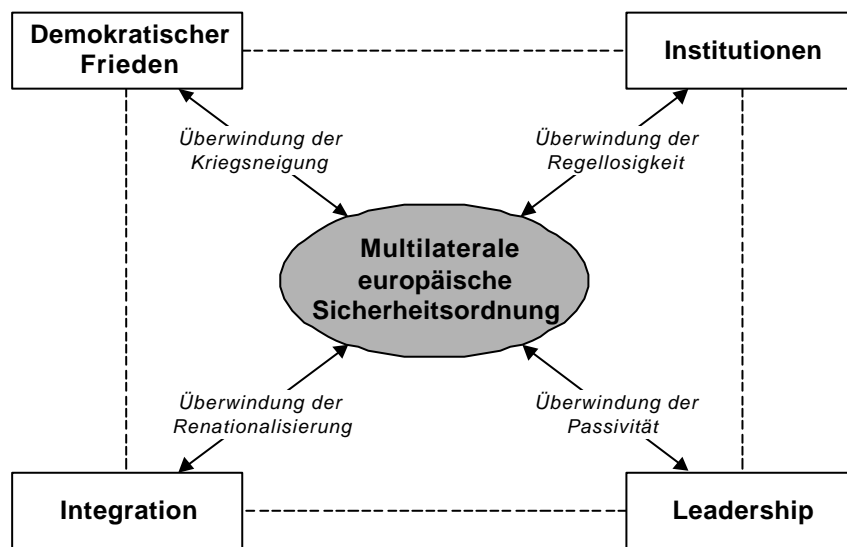 Demokratischer
Frieden
Institutionen
Überwindung der
Kriegsneigung
Überwindung der
Regellosigkeit
Multilaterale
europäische
Sicherheitsordnung
Überwindung der
Renationalisierung
Überwindung der
Passivität
Integration
Leadership